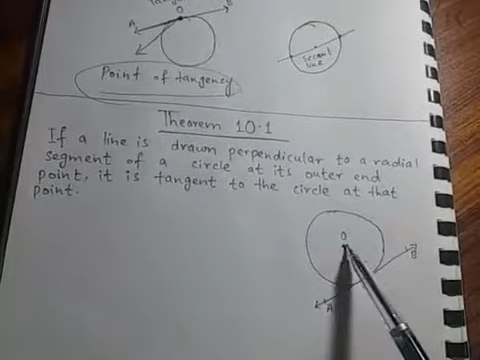 A
O
B
secant
line
Point of tangency
Theorem 10.1
If a line is drawn perpendicular to a radial
segment of a circle at its outer end
point, it is tangent to the circle at that
point.
O
B
A